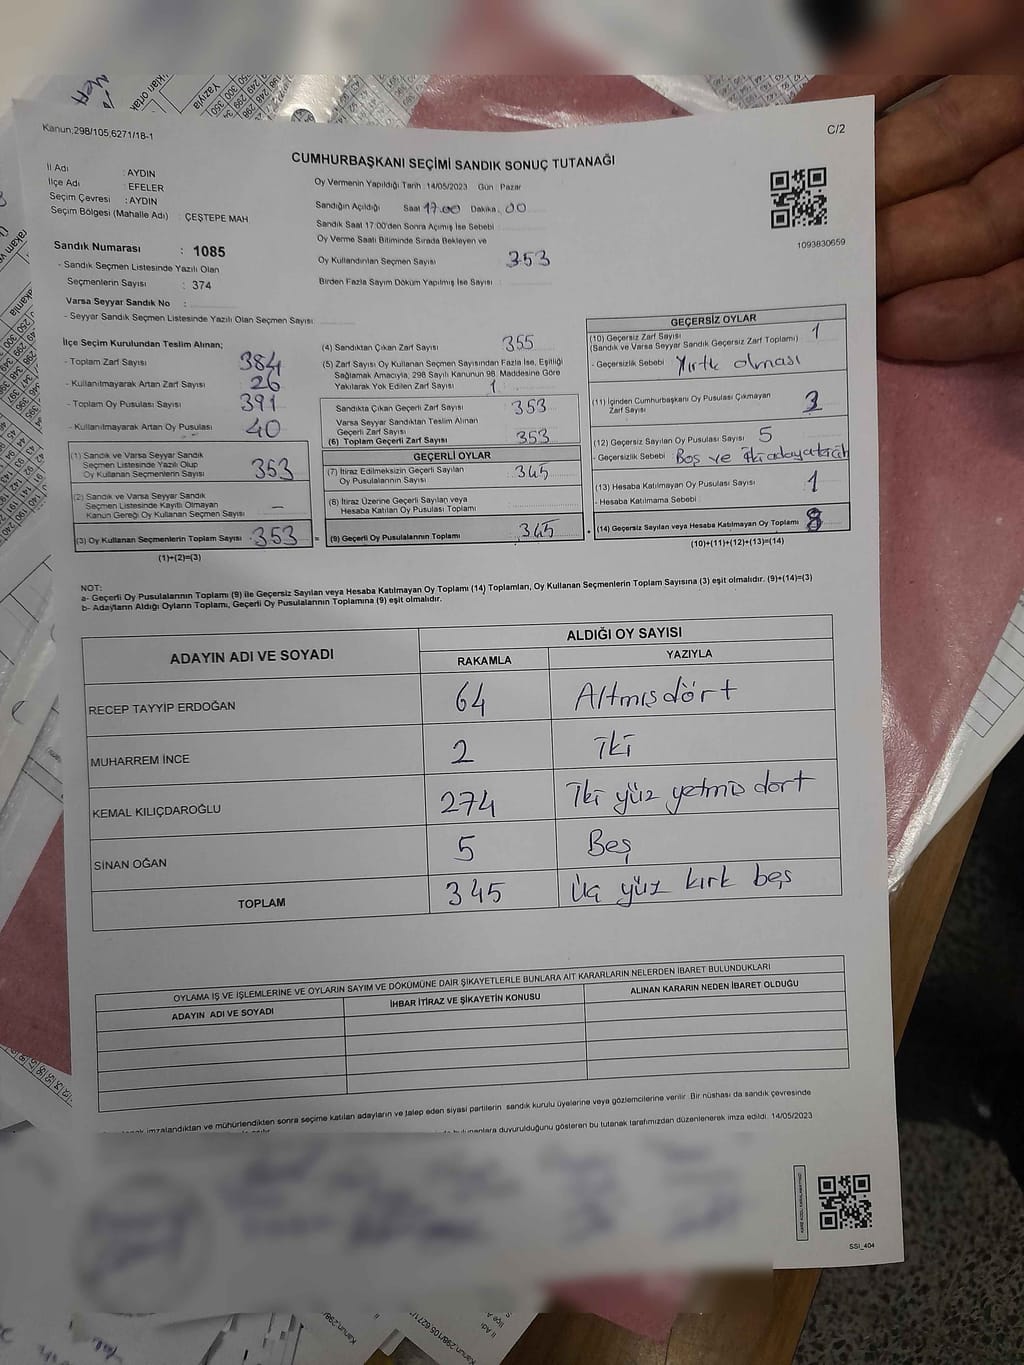 Kanun;298/105,6271/18-1
C/2
CUMHURBAŞKANI SEÇİMİ SANDIK SONUÇ TUTANAĞI
İl Adı : AYDIN
İlçe Adı : EFELER
Seçim Çevresi : AYDIN
Seçim Bölgesi (Mahalle Adı) : ÇEŞTEPE MAH
Sandık Numarası : 1085
- Sandık Seçmen Listesinde Yazılı Olan
Seçmenlerin Sayısı : 374
Varsa Seyyar Sandık No :
- Seyyar Sandık Seçmen Listesinde Yazılı Olan Seçmen Sayısı:
Oy Vermenin Yapıldığı Tarih :14/05/2023 Gün : Pazar
Sandığın Açıldığı Saat 17.00 Dakika: 00
Sandık Saat 17:00'den Sonra Açımış İse Sebebi
Oy Verme Saati Bitiminde Sırada Bekleyen ve
Oy Kullandırılan Seçmen Sayısı 353
Birden Fazla Sayım Döküm Yapılmış İse Sayısı :
1093830659
İlçe Seçim Kurulundan Teslim Alınan;
- Toplam Zarf Sayısı 384
- Kullanılmayarak Artan Zarf Sayısı 26
- Toplam Oy Pusulası Sayısı 391
- Kullanılmayarak Artan Oy Pusulası 40
(1) Sandık ve Varsa Seyyar Sandık
Seçmen Listesinde Yazılı Olup
Oy Kullanan Seçmenlerin Sayısı 353
(2) Sandık ve Varsa Seyyar Sandık
Seçmen Listesinde Kayıtlı Olmayan
Kanun Gereği Oy Kullanan Seçmen Sayısı -
(3) Oy Kullanan Seçmenlerin Toplam Sayısı 353 =
(1)+(2)=(3)
(4) Sandıktan Çıkan Zarf Sayısı 355
(5) Zarf Sayısı Oy Kullanan Seçmen Sayısından Fazla İse, Eşitliği
Sağlamak Amacıyla, 298 Sayılı Kanunun 98. Maddesine Göre
Yakılarak Yok Edilen Zarf Sayısı 1
Sandıkta Çıkan Geçerli Zarf Sayısı 353
Varsa Seyyar Sandıktan Teslim Alınan
Geçerli Zarf Sayısı
(6) Toplam Geçerli Zarf Sayısı 353
GEÇERLİ OYLAR
(7) İtiraz Edilmeksizin Geçerli Sayılan
Oy Pusulasının Sayısı 345
(8) İtiraz Üzerine Geçerli Sayılan veya
Hesaba Katılan Oy Pusulası Toplamı
(9) Geçerli Oy Pusulalarının Toplamı 345
GEÇERSİZ OYLAR
(10) Geçersiz Zarf Sayısı 1
(Sandık ve Varsa Seyyar Sandık Geçersiz Zarf Toplamı)
- Geçersizlik Sebebi Yırtık olması
(11) İçinden Cumhurbaşkanı Oy Pusulası Çıkmayan
Zarf Sayısı
(12) Geçersiz Sayılan Oy Pusulası Sayısı 5
- Geçersizlik Sebebi Boş ve iki adaya
(13) Hesaba Katılmayan Oy Pusulası Sayısı 1
- Hesaba Katılmama Sebebi
(14) Geçersiz Sayılan veya Hesaba Katılmayan Oy Toplamı 8
(10)+(11)+(12)+(13)=(14)
NOT:
a- Geçerli Oy Pusulalarının Toplamı (9) ile Geçersiz Sayılan veya Hesaba Katılmayan Oy Toplamı (14) Toplamları, Oy Kullanan Seçmenlerin Toplam Sayısına (3) eşit olmalıdır. (9)+(14)=(3)
b- Adayların Aldığı Oyların Toplamı, Geçerli Oy Pusulalarının Toplamına (9) eşit olmalıdır.
ADAYIN ADI VE SOYADI
ALDIĞI OY SAYISI
RAKAMLA YAZIYLA
RECEP TAYYİP ERDOĞAN 64 Altmışdört
MUHARREM İNCE 2 İki
KEMAL KILIÇDAROĞLU 274 İki yüz yetmiş dört
SİNAN OĞAN 5 Beş
TOPLAM 345 Üç yüz kırk beş
OYLAMA İŞ VE İŞLEMLERİNE VE OYLARIN SAYIM VE DÖKÜMÜNE DAİR ŞİKAYETLERLE BUNLARA AİT KARARLARIN NELERDEN İBARET BULUNDUKLARI
ADAYIN ADI VE SOYADI İHBAR İTİRAZ VE ŞİKAYETİN KONUSU ALINAN KARARIN NEDEN İBARET OLDUĞU
imzalandıktan ve mühürlendikten sonra seçime katılan adayların ve talep eden siyasi partilerin sandık kurulu üyelerine veya gözlemcilerine verilir. Bir nüshası da sandık çevresinde
duyurulduğunu gösteren bu tutanak tarafımızdan düzenlenerek imza edildi. 14/05/2023
SSI_404